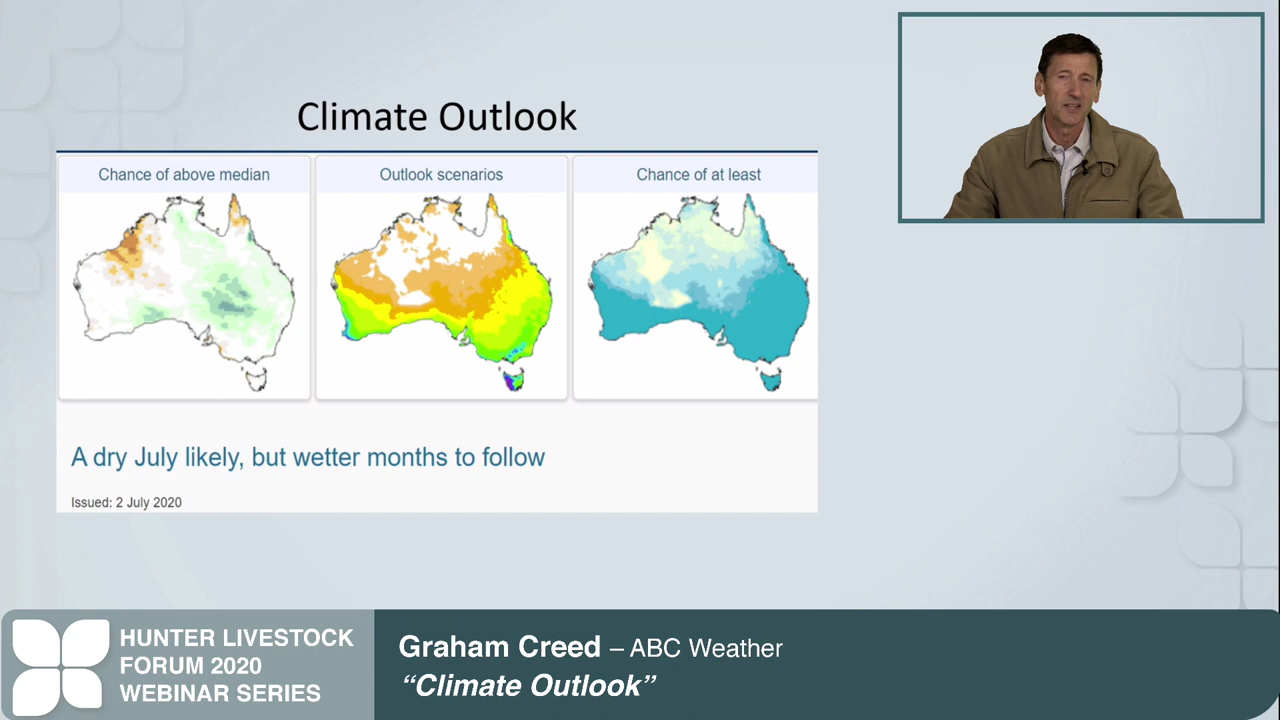 Climate Outlook
Chance of above median
Outlook scenarios
Chance of at least
A dry July likely, but wetter months to follow
Issued: 2 July 2020
HUNTER LIVESTOCK
FORUM 2020
WEBINAR SERIES
Graham Creed – ABC Weather
“Climate Outlook”